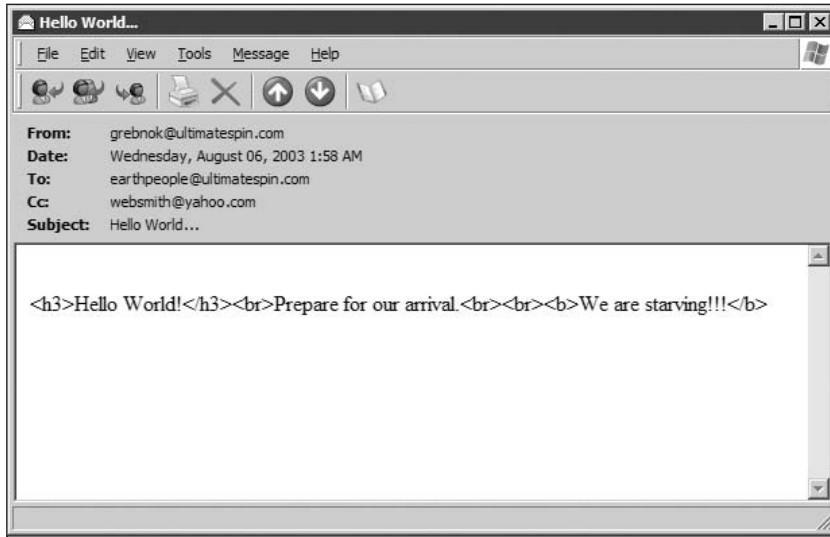 Hello World...
File Edit View Tools Message Help
From: grebnok@ultimatespin.com
Date: Wednesday, August 06, 2003 1:58 AM
To: earthpeople@ultimatespin.com
Cc: websmith@yahoo.com
Subject: Hello World...
<h3>Hello World!</h3><br>Prepare for our arrival.<br><br><b>We are starving!!!</b>